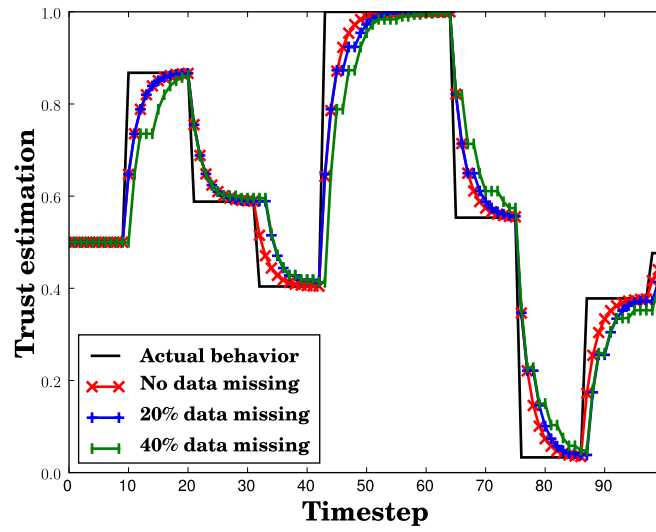 1.0
0.8
0.6
0.4
0.2
0.0
Trust estimation
Actual behavior
No data missing
20% data missing
40% data missing
0 10 20 30 40 50 60 70 80 90
Timestep